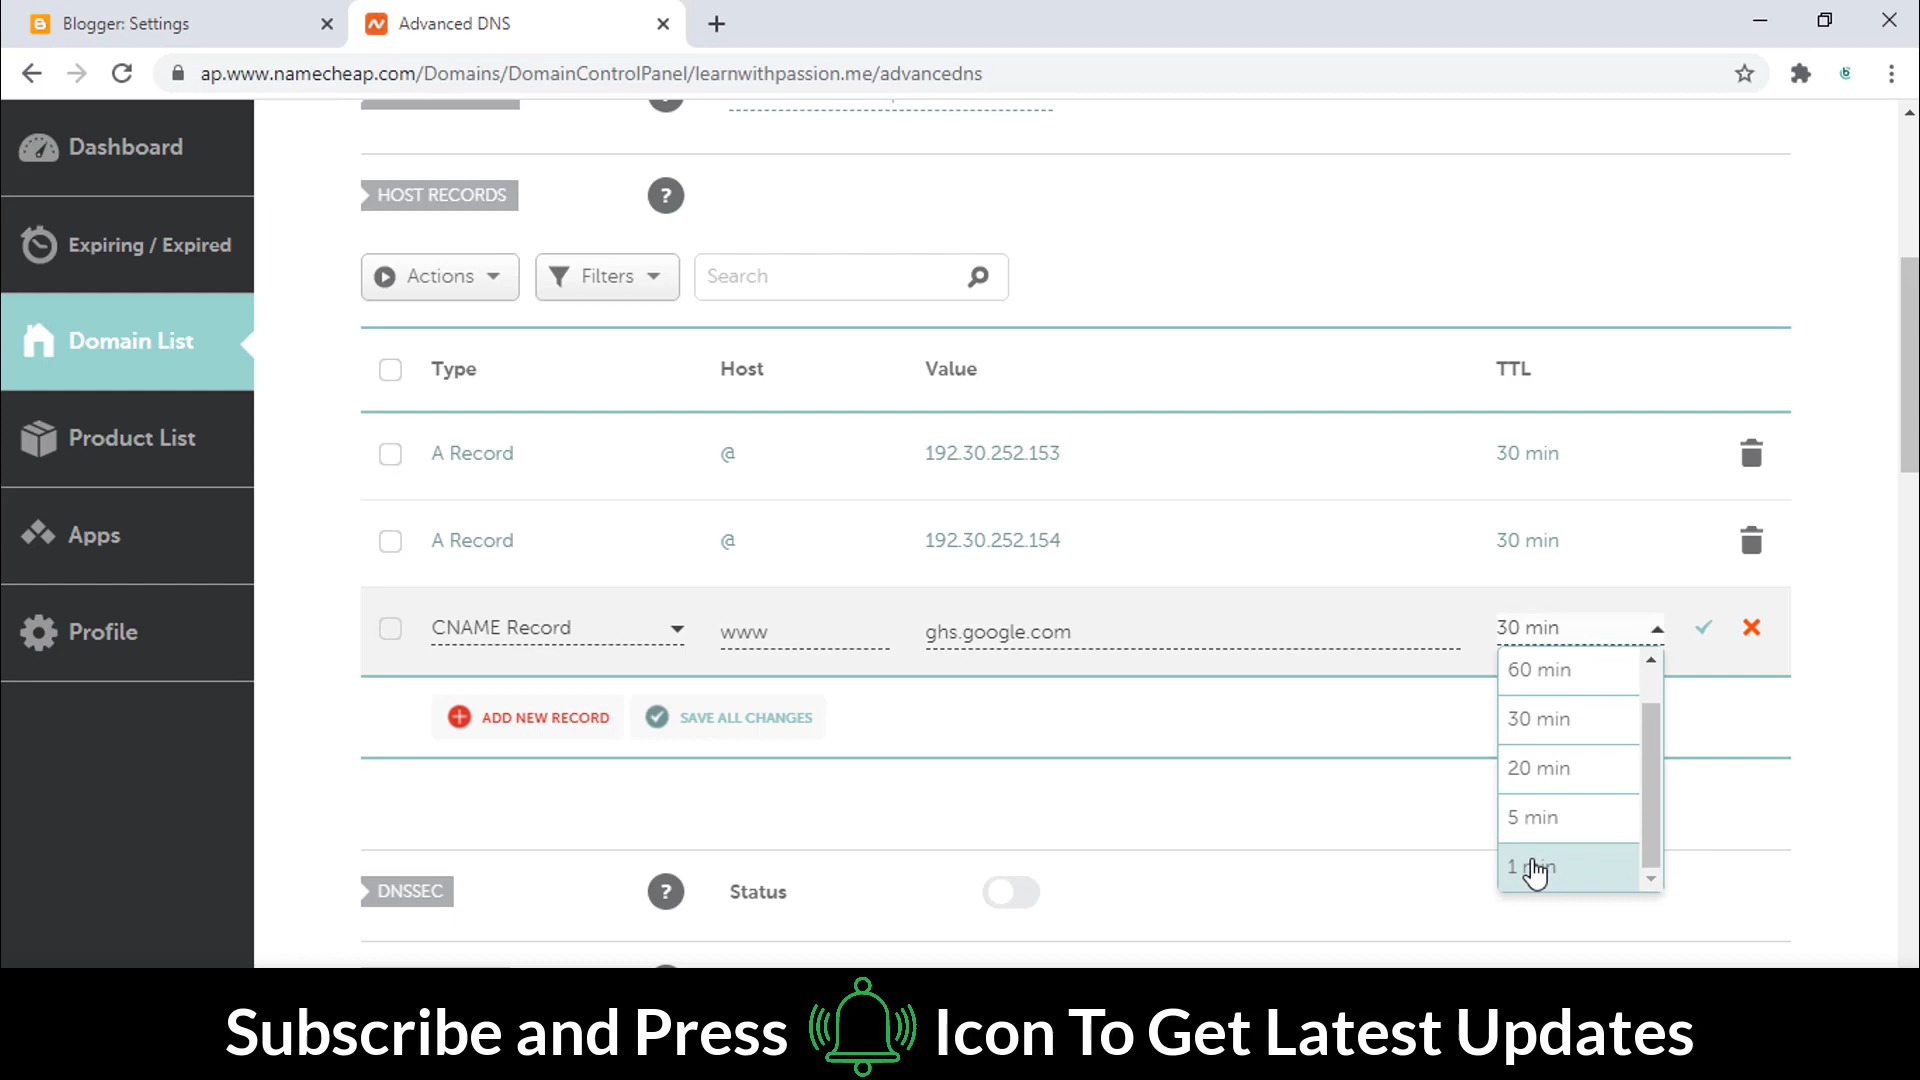 Blogger: Settings
Advanced DNS
ap.www.namecheap.com/Domains/DomainControlPanel/learnwithpassion.me/advancedns
Dashboard
Expiring / Expired
Domain List
Product List
Apps
Profile
HOST RECORDS
?
Actions
Filters
Search
Type Host Value TTL
A Record @ 192.30.252.153 30 min
A Record @ 192.30.252.154 30 min
CNAME Record www ghs.google.com 30 min
60 min
30 min
20 min
5 min
1 min
ADD NEW RECORD
SAVE ALL CHANGES
DNSSEC
?
Status
Subscribe and Press Icon To Get Latest Updates